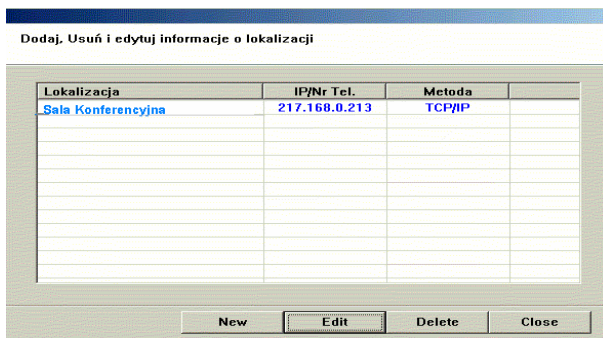 Dodaj, Usuń i edytuj informacje o lokalizacji
Lokalizacja IP/Nr Tel. Metoda
Sala Konferencyjna 217.168.0.213 TCP/IP
New Edit Delete Close